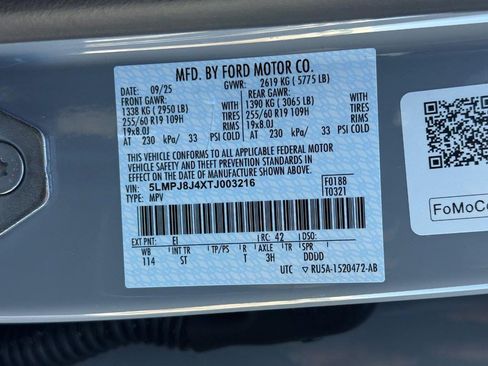 MFD. BY FORD MOTOR CO.
DATE: 09/25 GVWR: 2619 KG ( 5775 LB)
FRONT GAWR: REAR GAWR:
1338 KG ( 2950 LB) 1390 KG ( 3065 LB)
255/60 R19 109H TIRES 255/60 R19 109H TIRES
19x8.0J RIMS 19x8.0J RIMS
AT 230 kPa/ 33 PSI COLD AT 230 kPa/ 33 PSI COLD
THIS VEHICLE CONFORMS TO ALL APPLICABLE FEDERAL MOTOR
VEHICLE SAFETY AND THEFT PREVENTION STANDARDS IN EFFECT
ON THE DATE OF MANUFACTURE SHOWN ABOVE.
VIN: 5LMPJ8J4XTJ003216 F0188
TYPE: MPV T0321
EXT PNT: EI RC: 42 DSO:
WB BRK INT TR TP/PS R AXLE TR SPR
114 ST T 3H DDDD
UTC ▽ RU5A-1520472-AB
FoMoCo